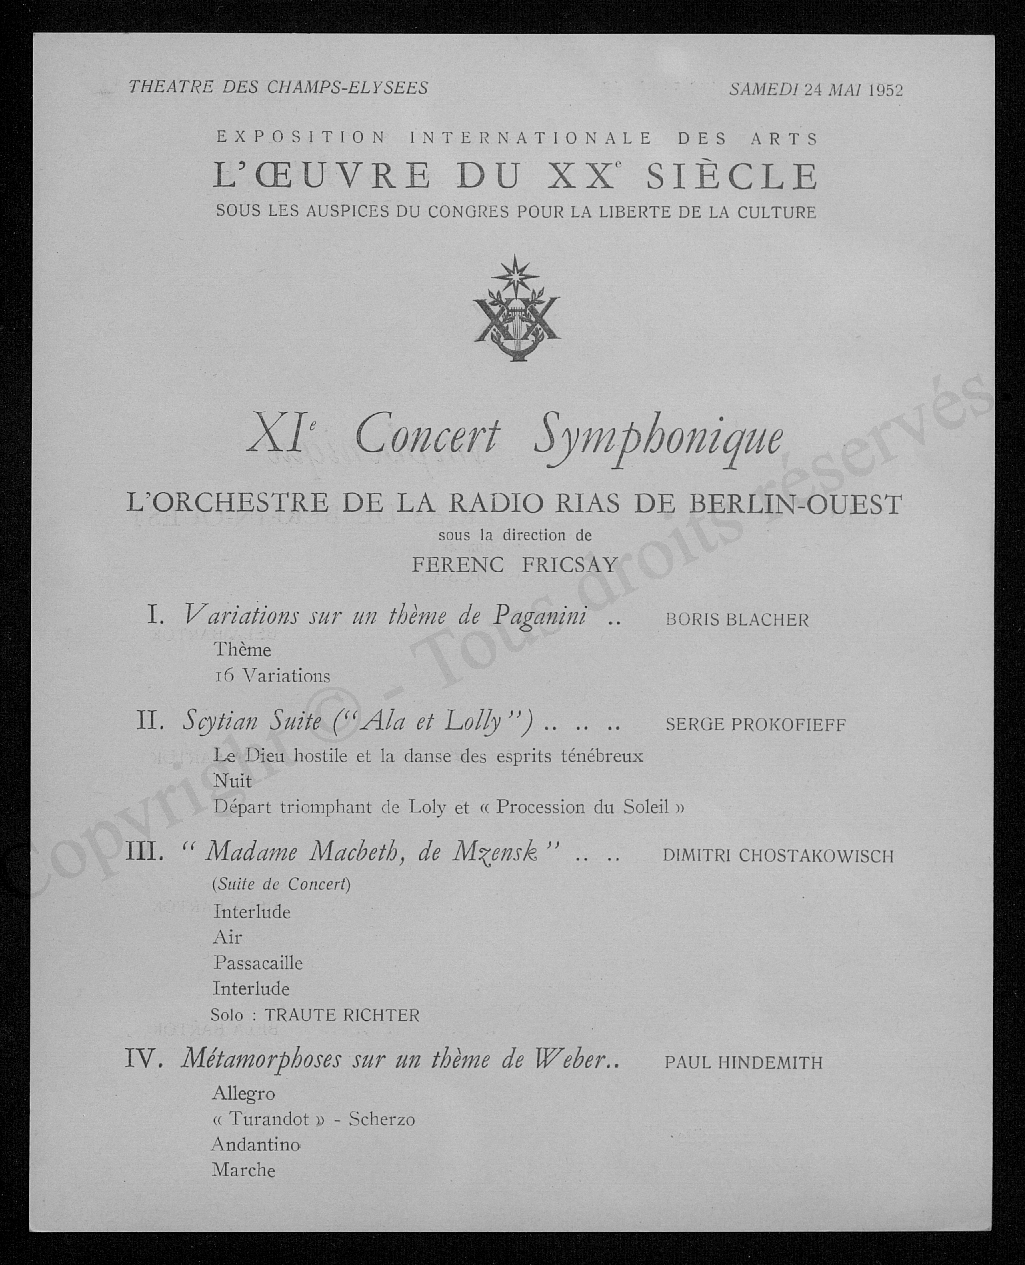 THEATRE DES CHAMPS-ELYSEES SAMEDI 24 MAI 1952
EXPOSITION INTERNATIONALE DES ARTS
L'ŒUVRE DU XXe SIÈCLE
SOUS LES AUSPICES DU CONGRES POUR LA LIBERTE DE LA CULTURE
XX
XIe Concert Symphonique
L'ORCHESTRE DE LA RADIO RIAS DE BERLIN-OUEST
sous la direction de
FERENC FRICSAY
I. Variations sur un thème de Paganini .. BORIS BLACHER
Thème
16 Variations
II. Scytian Suite ("Ala et Lolly") .. .. .. SERGE PROKOFIEFF
Le Dieu hostile et la danse des esprits ténébreux
Nuit
Départ triomphant de Loly et « Procession du Soleil »
III. " Madame Macbeth, de Mzensk " .. .. DIMITRI CHOSTAKOWISCH
(Suite de Concert)
Interlude
Air
Passacaille
Interlude
Solo : TRAUTE RICHTER
IV. Métamorphoses sur un thème de Weber.. PAUL HINDEMITH
Allegro
« Turandot » - Scherzo
Andantino
Marche
Copyright © - Tous droits réservés